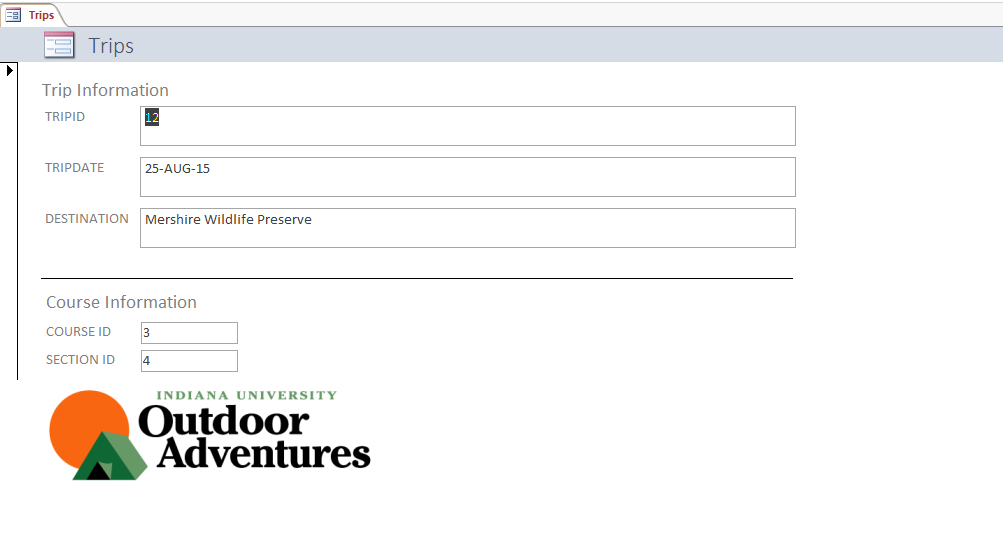 Trips
Trips
Trip Information
TRIPID 12
TRIPDATE 25-AUG-15
DESTINATION Mershire Wildlife Preserve
Course Information
COURSE ID 3
SECTION ID 4
INDIANA UNIVERSITY
Outdoor
Adventures